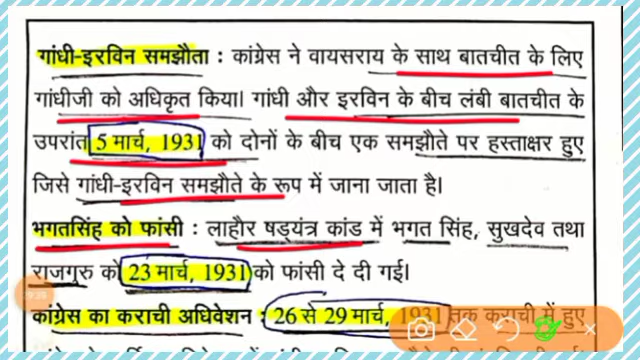 गांधी-इरविन समझौता : कांग्रेस ने वायसराय के साथ बातचीत के लिए
गांधीजी को अधिकृत किया। गांधी और इरविन के बीच लंबी बातचीत के
उपरांत 5 मार्च, 1931 को दोनों के बीच एक समझौते पर हस्ताक्षर हुए
जिसे गांधी-इरविन समझौते के रूप में जाना जाता है।
भगतसिंह को फांसी : लाहौर षड्यंत्र कांड में भगत सिंह, सुखदेव तथा
राजगुरु को 23 मार्च, 1931 को फांसी दे दी गई।
कांग्रेस का कराची अधिवेशन : 26 से 29 मार्च, 1931 तक कराची में हुए